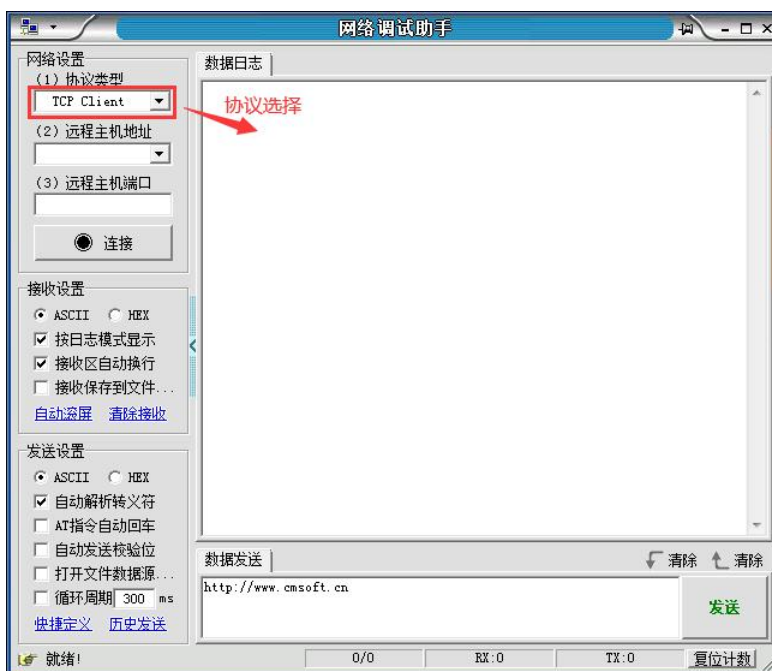 网络调试助手
网络设置
(1) 协议类型
TCP Client
协议选择
(2) 远程主机地址
(3) 远程主机端口
连接
接收设置
ASCII HEX
按日志模式显示
接收区自动换行
接收保存到文件...
自动滚屏 清除接收
发送设置
ASCII HEX
自动解析转义符
AT指令自动回车
自动发送校验位
打开文件数据源...
循环周期 300 ms
快捷定义 历史发送
数据日志
数据发送 清除 清除
http://www.cmsoft.cn
发送
就绪! 0/0 RX:0 TX:0 复位计数